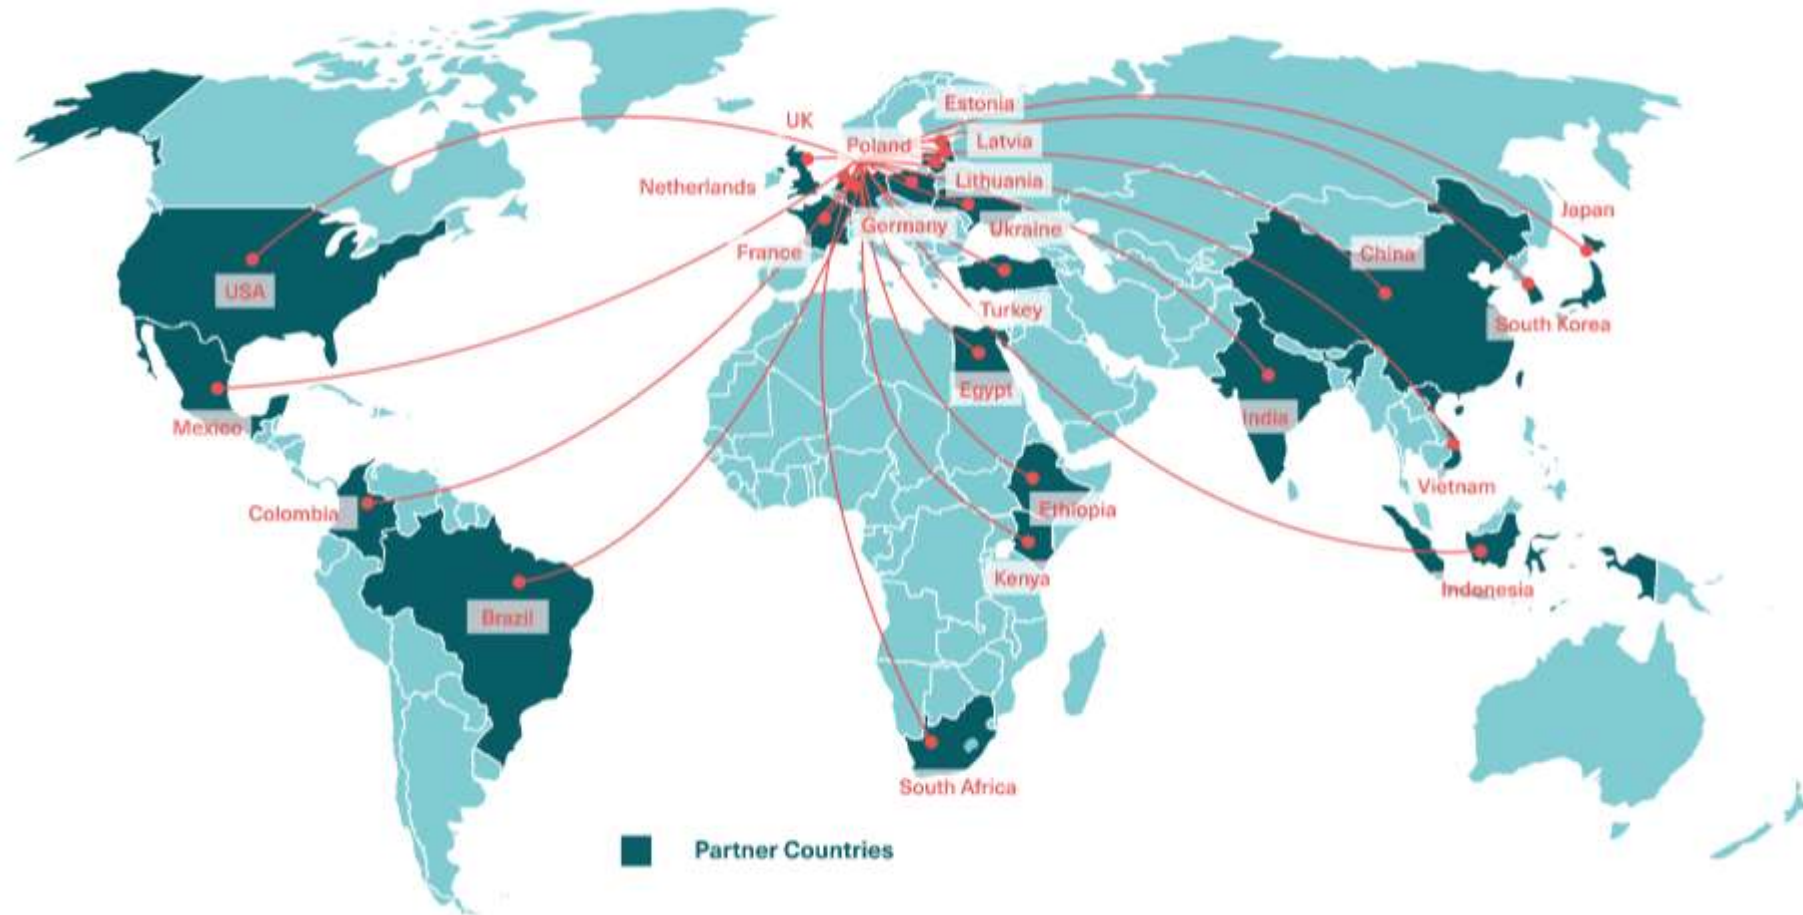 Estonia
UK
Poland
Latvia
Netherlands
Lithuania
Japan
Germany
Ukraine
France
China
USA
Turkey
South Korea
Egypt
India
Mexico
Vietnam
Colombia
Ethiopia
Kenya
Indonesia
Brazil
South Africa
Partner Countries